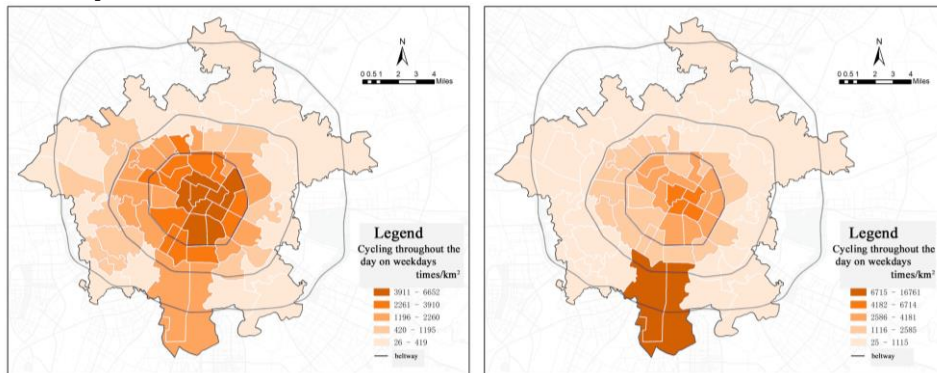 N
0 0.5 1 2 3 4
Miles
Legend
Cycling throughout the
day on weekdays
times/km²
3911 - 6652
2261 - 3910
1196 - 2260
420 - 1195
26 - 419
beltway
N
0 0.5 1 2 3 4
Miles
Legend
Cycling throughout the
day on weekdays
times/km²
6715 - 16761
4182 - 6714
2586 - 4181
1116 - 2585
25 - 1115
beltway